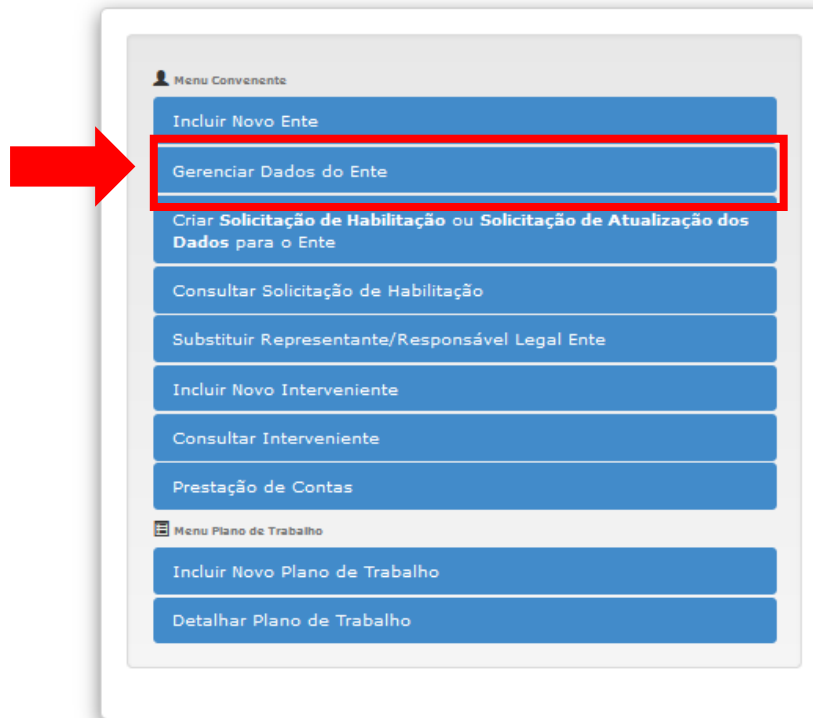 Menu Convenente
Incluir Novo Ente
Gerenciar Dados do Ente
Criar Solicitação de Habilitação ou Solicitação de Atualização dos
Dados para o Ente
Consultar Solicitação de Habilitação
Substituir Representante/Responsável Legal Ente
Incluir Novo Interveniente
Consultar Interveniente
Prestação de Contas
Menu Plano de Trabalho
Incluir Novo Plano de Trabalho
Detalhar Plano de Trabalho